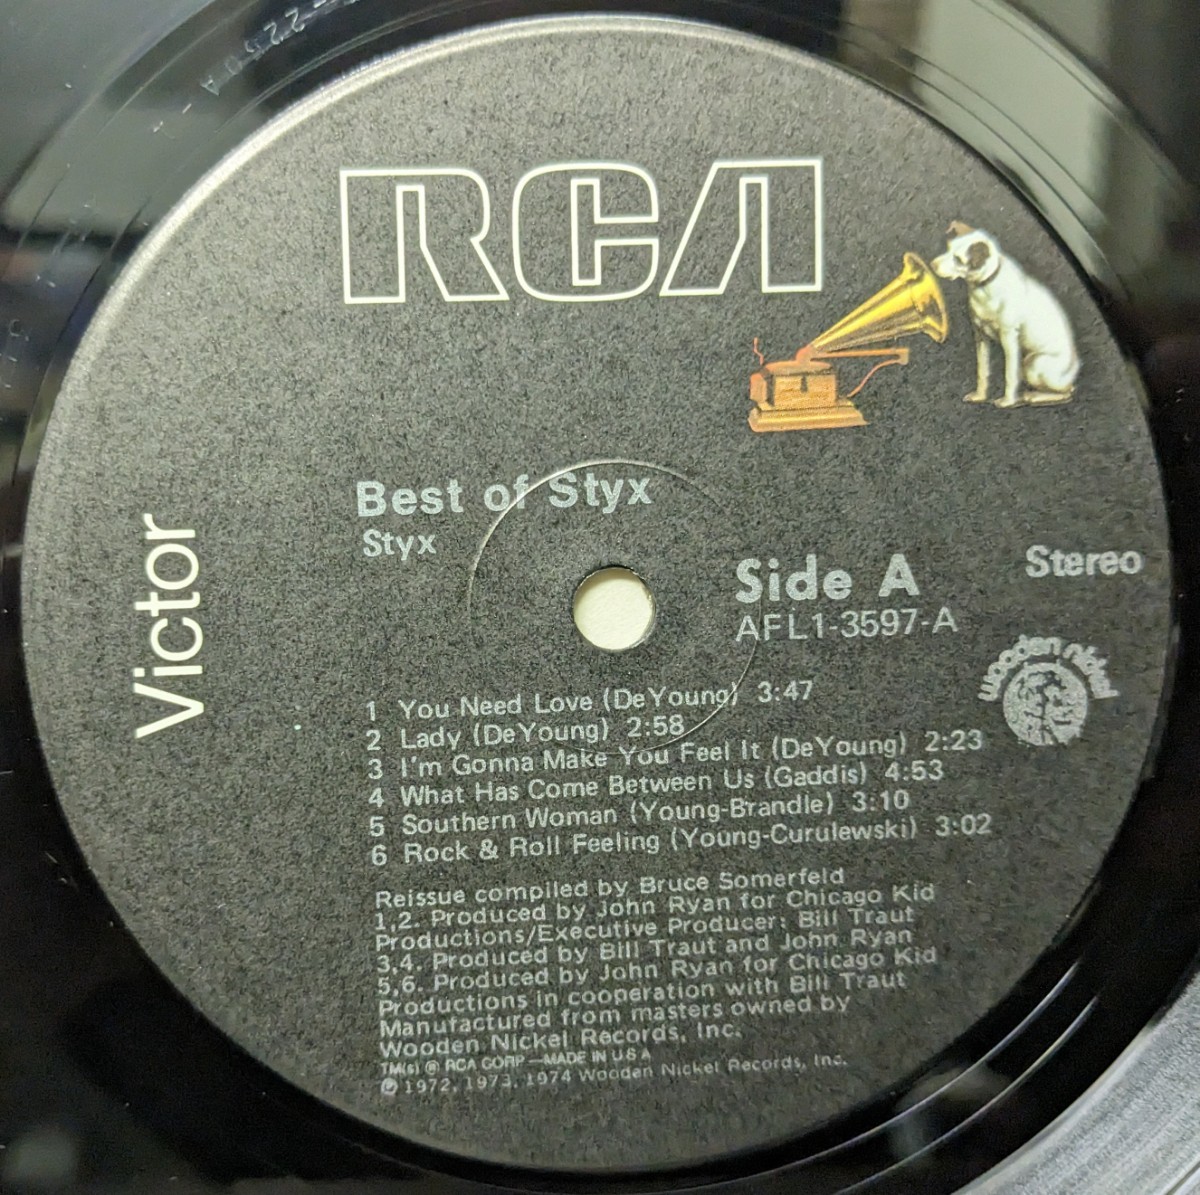 RCA
Victor
Best of Styx
Styx
Side A
AFL1-3597-A
Stereo
wooden nickel
1 You Need Love (DeYoung) 3:47
2 Lady (DeYoung) 2:58
3 I'm Gonna Make You Feel It (DeYoung) 2:23
4 What Has Come Between Us (Gaddis) 4:53
5 Southern Woman (Young-Brandle) 3:10
6 Rock & Roll Feeling (Young-Curulewski) 3:02
Reissue compiled by Bruce Somerfeld
1,2. Produced by John Ryan for Chicago Kid
Productions/Executive Producer: Bill Traut
3,4. Produced by Bill Traut and John Ryan
5,6. Produced by John Ryan for Chicago Kid
Productions in cooperation with Bill Traut
Manufactured from masters owned by
Wooden Nickel Records, Inc.
TM(s) ® RCA CORP —MADE IN U S A
℗ 1972, 1973, 1974 Wooden Nickel Records, Inc.